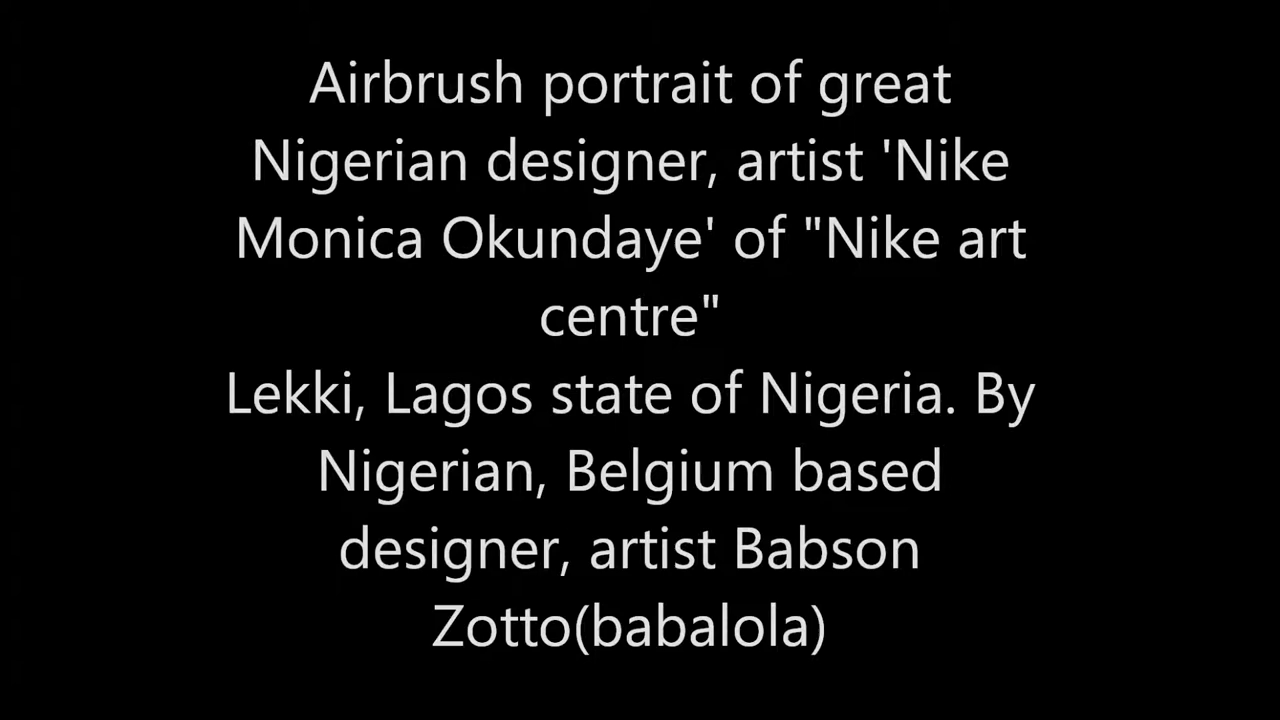 Airbrush portrait of great
Nigerian designer, artist 'Nike
Monica Okundaye' of "Nike art
centre"
Lekki, Lagos state of Nigeria. By
Nigerian, Belgium based
designer, artist Babson
Zotto(babalola)